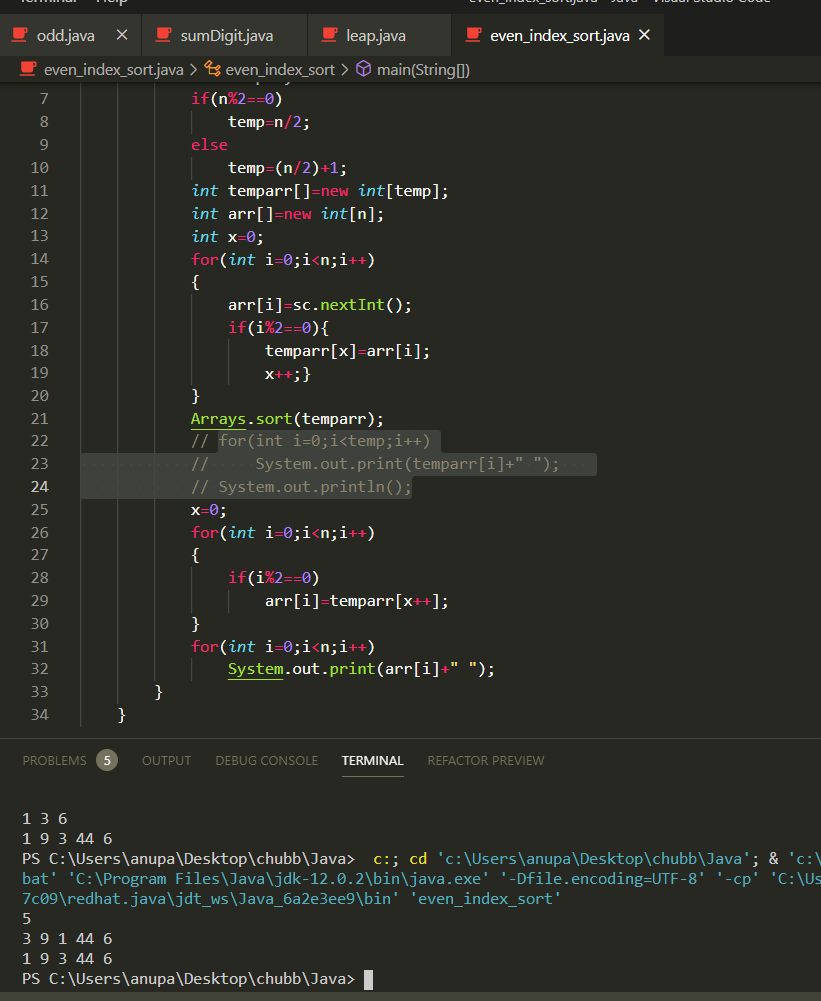 odd.java
sumDigit.java
leap.java
even_index_sort.java
even_index_sort.java > even_index_sort > main(String[])
7 if(n%2==0)
8 temp=n/2;
9 else
10 temp=(n/2)+1;
11 int temparr[]=new int[temp];
12 int arr[]=new int[n];
13 int x=0;
14 for(int i=0;i<n;i++)
15 {
16 arr[i]=sc.nextInt();
17 if(i%2==0){
18 temparr[x]=arr[i];
19 x++;}
20 }
21 Arrays.sort(temparr);
22 // for(int i=0;i<temp;i++)
23 // System.out.print(temparr[i]+" ");
24 // System.out.println();
25 x=0;
26 for(int i=0;i<n;i++)
27 {
28 if(i%2==0)
29 arr[i]=temparr[x++];
30 }
31 for(int i=0;i<n;i++)
32 System.out.print(arr[i]+" ");
33 }
34 }
PROBLEMS 5 OUTPUT DEBUG CONSOLE TERMINAL REFACTOR PREVIEW
1 3 6
1 9 3 44 6
PS C:\Users\anupa\Desktop\chubb\Java> c:; cd 'c:\Users\anupa\Desktop\chubb\Java'; & 'c:\
bat' 'C:\Program Files\Java\jdk-12.0.2\bin\java.exe' '-Dfile.encoding=UTF-8' '-cp' 'C:\Us
7c09\redhat.java\jdt_ws\Java_6a2e3ee9\bin' 'even_index_sort'
5
3 9 1 44 6
1 9 3 44 6
PS C:\Users\anupa\Desktop\chubb\Java>